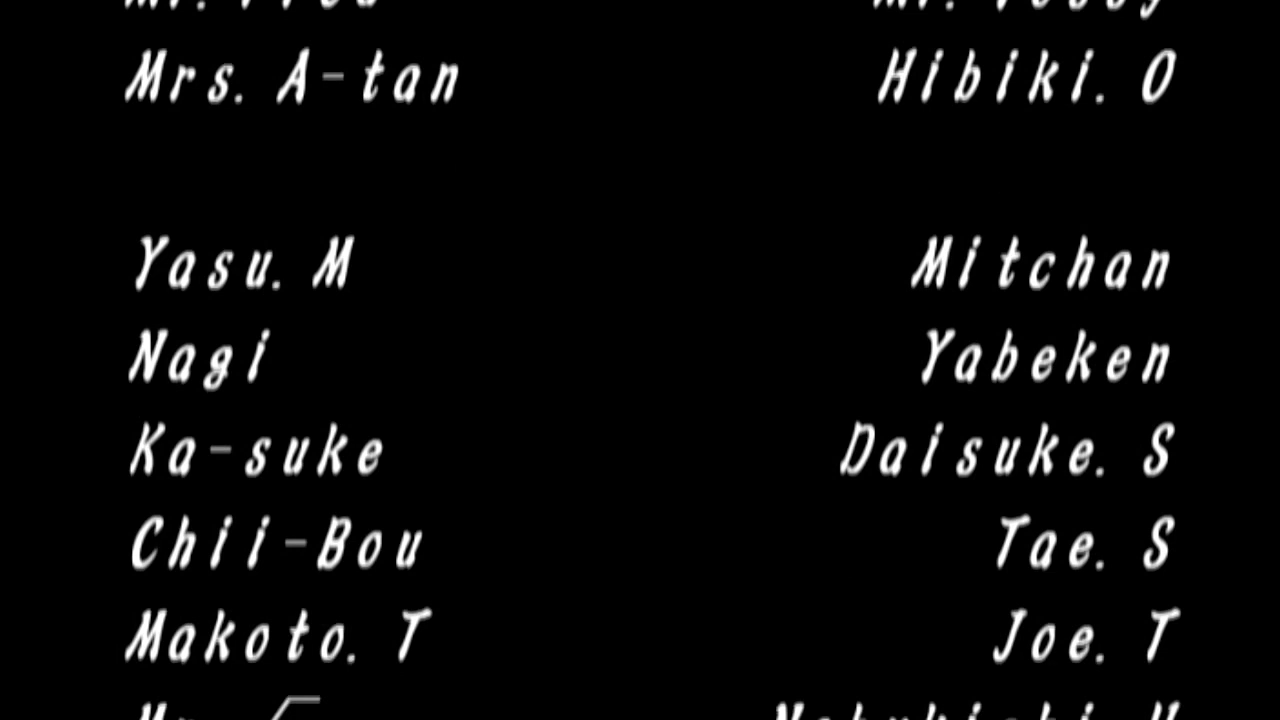 Mrs. A-tan Hibiki. O
Yasu. M Mitchan
Nagi Yabeken
Ka-suke Daisuke. S
Chii-Bou Tae. S
Makoto. T Joe. T